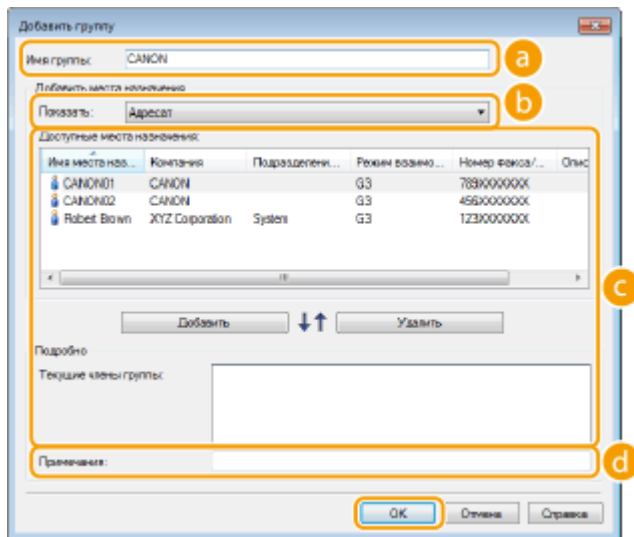 Добавить группу
Имя группы: CANON
a
Добавить места назначения
b
Показать: Адресат
Доступные места назначения:
Имя места наз... Компания Подразделени... Режим взаимо... Номер факса/... Опис
CANON01 CANON G3 789XXXXXXX
CANON02 CANON G3 456XXXXXXX
Robert Brown XYZ Corporation System G3 123XXXXXXX
c
Добавить Удалить
Подробно
Текущие члены группы:
Примечания:
d
OK Отмена Справка